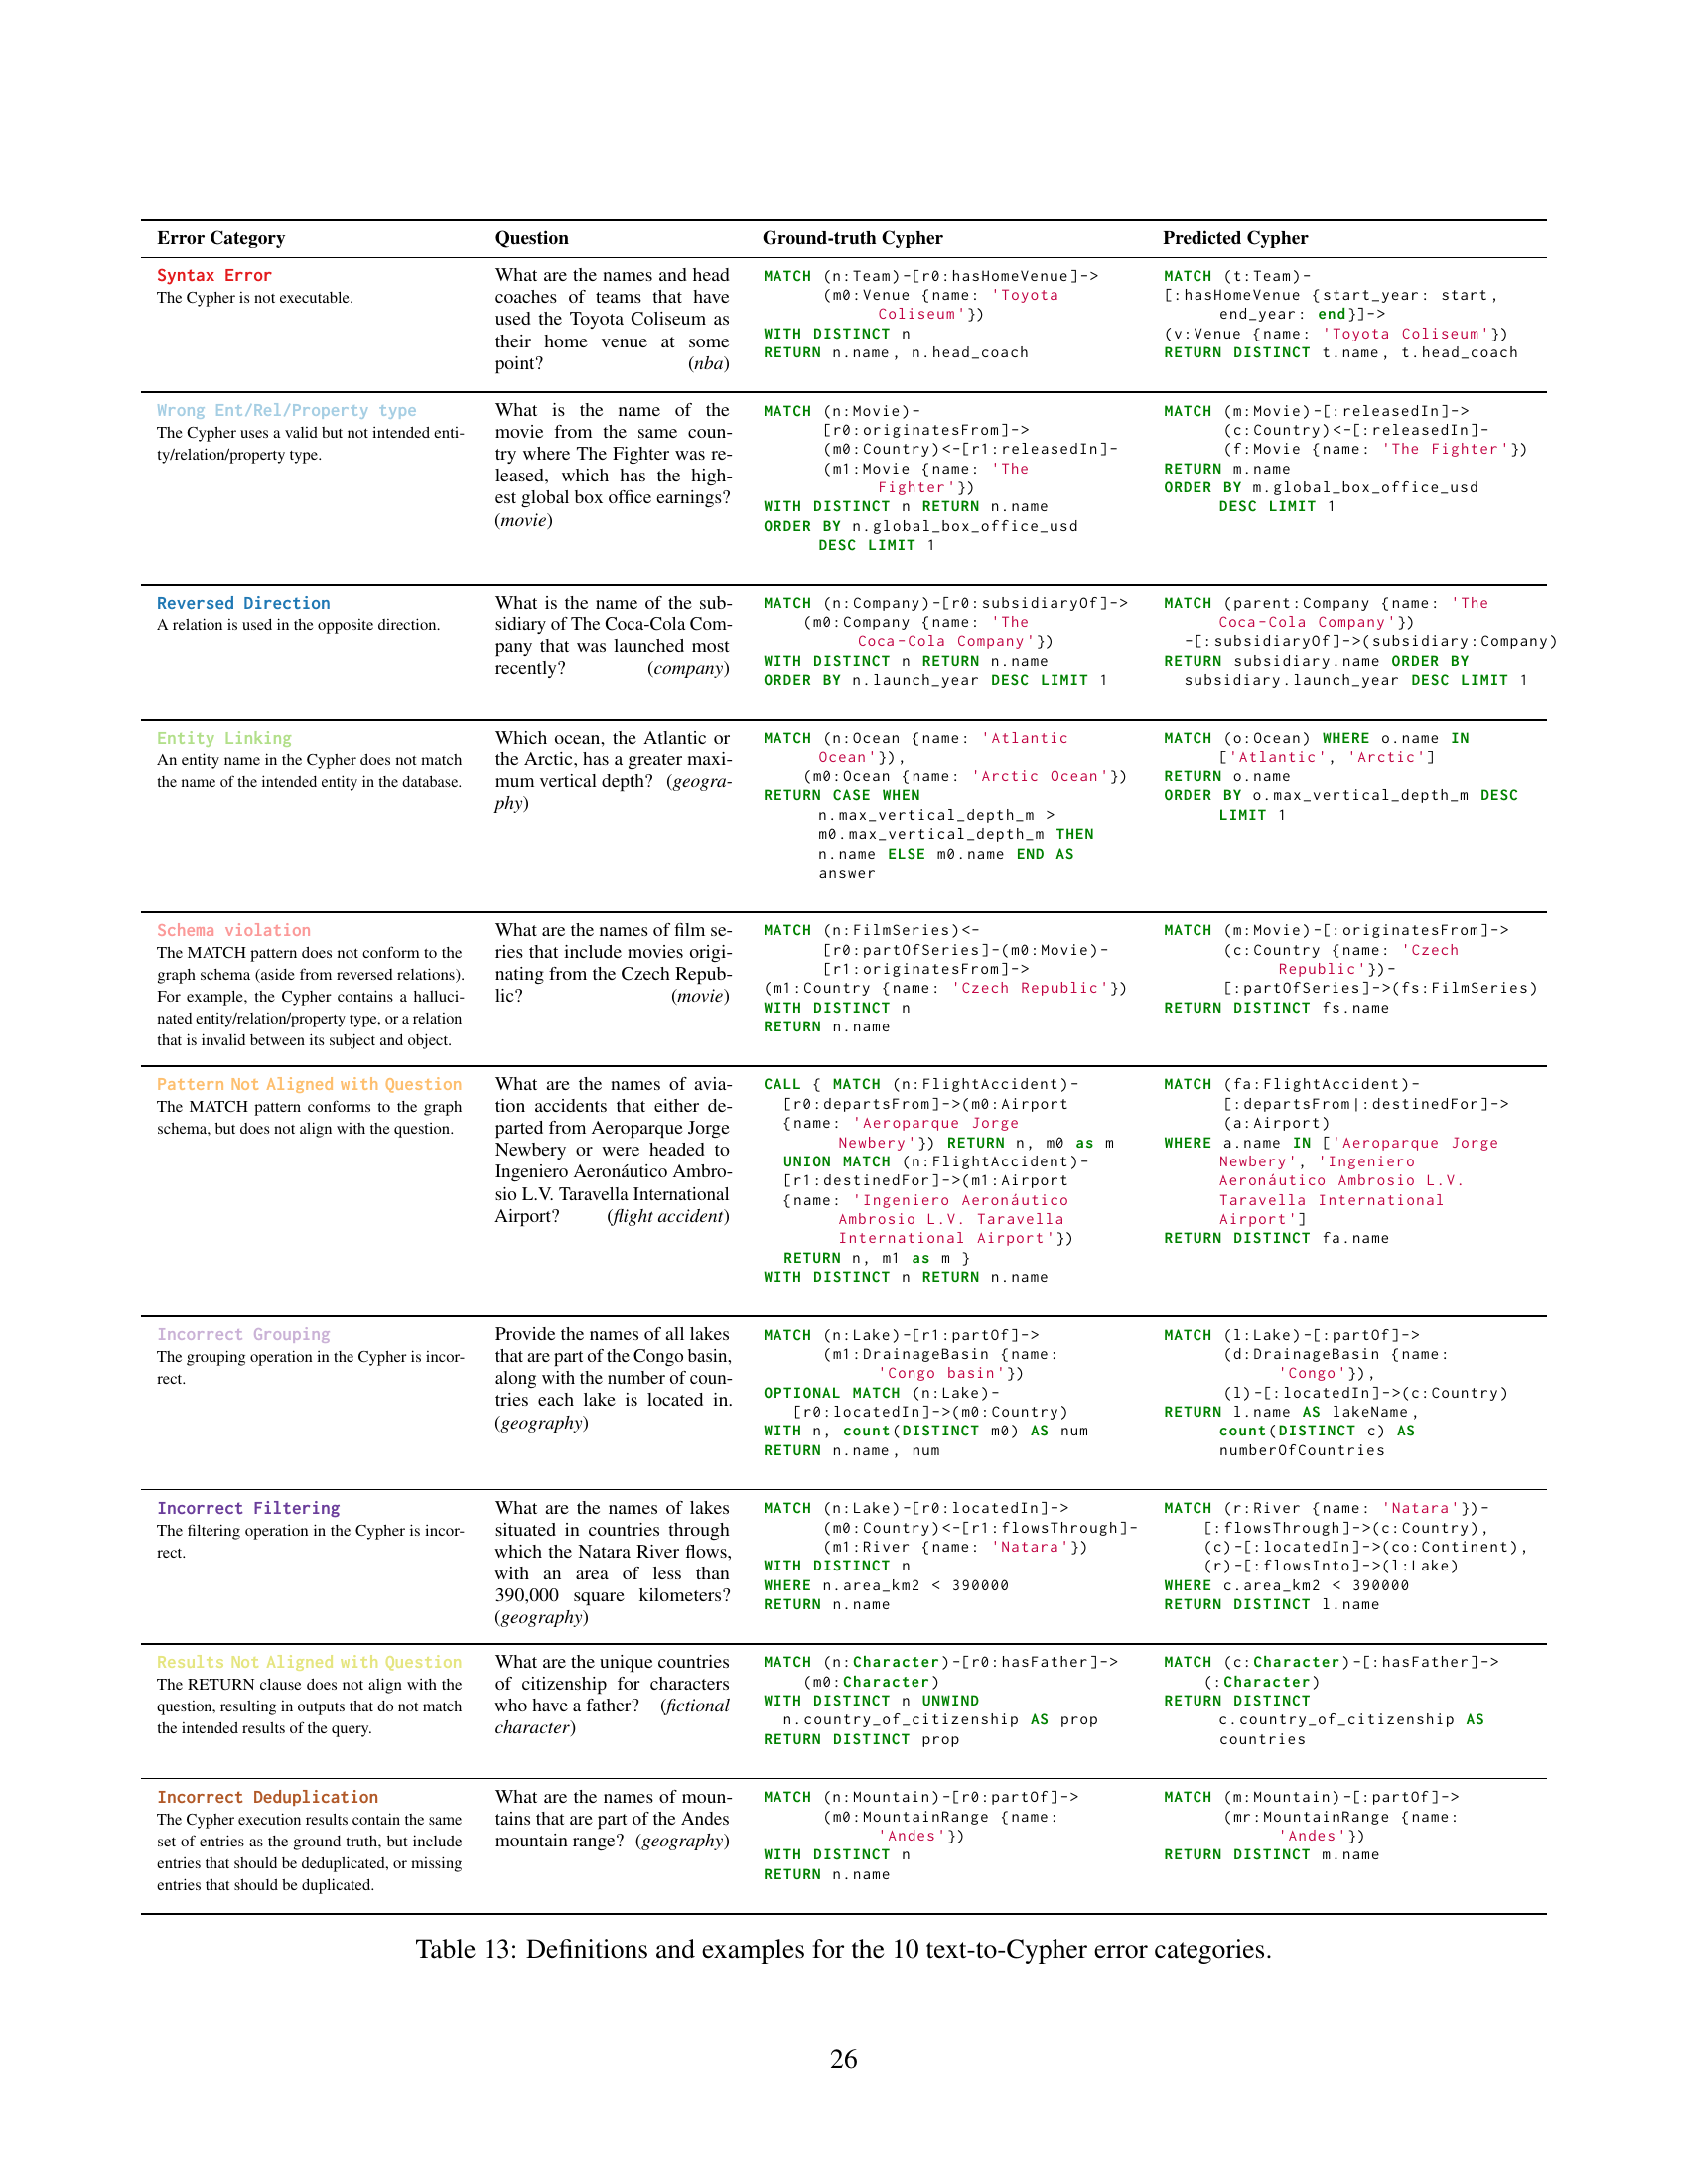 Error Category
Question
Ground-truth Cypher
Predicted Cypher
Syntax Error
The Cypher is not executable.
What are the names and head
coaches of teams that have
used the Toyota Coliseum as
their home venue at some
point? (nba)
MATCH (n:Team)-[r0:hasHomeVenue]->
(m0:Venue {name: 'Toyota
Coliseum'})
WITH DISTINCT n
RETURN n.name, n.head_coach
MATCH (t:Team)-
[:hasHomeVenue {start_year: start,
end_year: end}]->
(v:Venue {name: 'Toyota Coliseum'})
RETURN DISTINCT t.name, t.head_coach
Wrong Ent/Rel/Property type
The Cypher uses a valid but not intended enti-
ty/relation/property type.
What is the name of the
movie from the same coun-
try where The Fighter was re-
leased, which has the high-
est global box office earnings?
(movie)
MATCH (n:Movie)-
[r0:originatesFrom]->
(m0:Country)<-[r1:releasedIn]-
(m1:Movie {name: 'The
Fighter'})
WITH DISTINCT n RETURN n.name
ORDER BY n.global_box_office_usd
DESC LIMIT 1
MATCH (m:Movie)-[:releasedIn]->
(c:Country)<-[:releasedIn]-
(f:Movie {name: 'The Fighter'})
RETURN m.name
ORDER BY m.global_box_office_usd
DESC LIMIT 1
Reversed Direction
A relation is used in the opposite direction.
What is the name of the sub-
sidiary of The Coca-Cola Com-
pany that was launched most
recently? (company)
MATCH (n:Company)-[r0:subsidiaryOf]->
(m0:Company {name: 'The
Coca-Cola Company'})
WITH DISTINCT n RETURN n.name
ORDER BY n.launch_year DESC LIMIT 1
MATCH (parent:Company {name: 'The
Coca-Cola Company'})
-[:subsidiaryOf]->(subsidiary:Company)
RETURN subsidiary.name ORDER BY
subsidiary.launch_year DESC LIMIT 1
Entity Linking
An entity name in the Cypher does not match
the name of the intended entity in the database.
Which ocean, the Atlantic or
the Arctic, has a greater maxi-
mum vertical depth? (geogra-
phy)
MATCH (n:Ocean {name: 'Atlantic
Ocean'}),
(m0:Ocean {name: 'Arctic Ocean'})
RETURN CASE WHEN
n.max_vertical_depth_m >
m0.max_vertical_depth_m THEN
n.name ELSE m0.name END AS
answer
MATCH (o:Ocean) WHERE o.name IN
['Atlantic', 'Arctic']
RETURN o.name
ORDER BY o.max_vertical_depth_m DESC
LIMIT 1
Schema violation
The MATCH pattern does not conform to the
graph schema (aside from reversed relations).
For example, the Cypher contains a halluci-
nated entity/relation/property type, or a relation
that is invalid between its subject and object.
What are the names of film se-
ries that include movies origi-
nating from the Czech Repub-
lic? (movie)
MATCH (n:FilmSeries)<-
[r0:partOfSeries]-(m0:Movie)-
[r1:originatesFrom]->
(m1:Country {name: 'Czech Republic'})
WITH DISTINCT n
RETURN n.name
MATCH (m:Movie)-[:originatesFrom]->
(c:Country {name: 'Czech
Republic'})-
[:partOfSeries]->(fs:FilmSeries)
RETURN DISTINCT fs.name
Pattern Not Aligned with Question
The MATCH pattern conforms to the graph
schema, but does not align with the question.
What are the names of avia-
tion accidents that either de-
parted from Aeroparque Jorge
Newbery or were headed to
Ingeniero Aeronáutico Ambro-
sio L.V. Taravella International
Airport? (flight accident)
CALL { MATCH (n:FlightAccident)-
[r0:departsFrom]->(m0:Airport
{name: 'Aeroparque Jorge
Newbery'}) RETURN n, m0 as m
UNION MATCH (n:FlightAccident)-
[r1:destinedFor]->(m1:Airport
{name: 'Ingeniero Aeronáutico
Ambrosio L.V. Taravella
International Airport'})
RETURN n, m1 as m }
WITH DISTINCT n RETURN n.name
MATCH (fa:FlightAccident)-
[:departsFrom|:destinedFor]->
(a:Airport)
WHERE a.name IN ['Aeroparque Jorge
Newbery', 'Ingeniero
Aeronáutico Ambrosio L.V.
Taravella International
Airport']
RETURN DISTINCT fa.name
Incorrect Grouping
The grouping operation in the Cypher is incor-
rect.
Provide the names of all lakes
that are part of the Congo basin,
along with the number of coun-
tries each lake is located in.
(geography)
MATCH (n:Lake)-[r1:partOf]->
(m1:DrainageBasin {name:
'Congo basin'})
OPTIONAL MATCH (n:Lake)-
[r0:locatedIn]->(m0:Country)
WITH n, count(DISTINCT m0) AS num
RETURN n.name, num
MATCH (l:Lake)-[:partOf]->
(d:DrainageBasin {name:
'Congo'}),
(l)-[:locatedIn]->(c:Country)
RETURN l.name AS lakeName,
count(DISTINCT c) AS
numberOfCountries
Incorrect Filtering
The filtering operation in the Cypher is incor-
rect.
What are the names of lakes
situated in countries through
which the Natara River flows,
with an area of less than
390,000 square kilometers?
(geography)
MATCH (n:Lake)-[r0:locatedIn]->
(m0:Country)<-[r1:flowsThrough]-
(m1:River {name: 'Natara'})
WITH DISTINCT n
WHERE n.area_km2 < 390000
RETURN n.name
MATCH (r:River {name: 'Natara'})-
[:flowsThrough]->(c:Country),
(c)-[:locatedIn]->(co:Continent),
(r)-[:flowsInto]->(l:Lake)
WHERE c.area_km2 < 390000
RETURN DISTINCT l.name
Results Not Aligned with Question
The RETURN clause does not align with the
question, resulting in outputs that do not match
the intended results of the query.
What are the unique countries
of citizenship for characters
who have a father? (fictional
character)
MATCH (n:Character)-[r0:hasFather]->
(m0:Character)
WITH DISTINCT n UNWIND
n.country_of_citizenship AS prop
RETURN DISTINCT prop
MATCH (c:Character)-[:hasFather]->
(:Character)
RETURN DISTINCT
c.country_of_citizenship AS
countries
Incorrect Deduplication
The Cypher execution results contain the same
set of entries as the ground truth, but include
entries that should be deduplicated, or missing
entries that should be duplicated.
What are the names of moun-
tains that are part of the Andes
mountain range? (geography)
MATCH (n:Mountain)-[r0:partOf]->
(m0:MountainRange {name:
'Andes'})
WITH DISTINCT n
RETURN n.name
MATCH (m:Mountain)-[:partOf]->
(mr:MountainRange {name:
'Andes'})
RETURN DISTINCT m.name
Table 13: Definitions and examples for the 10 text-to-Cypher error categories.
26